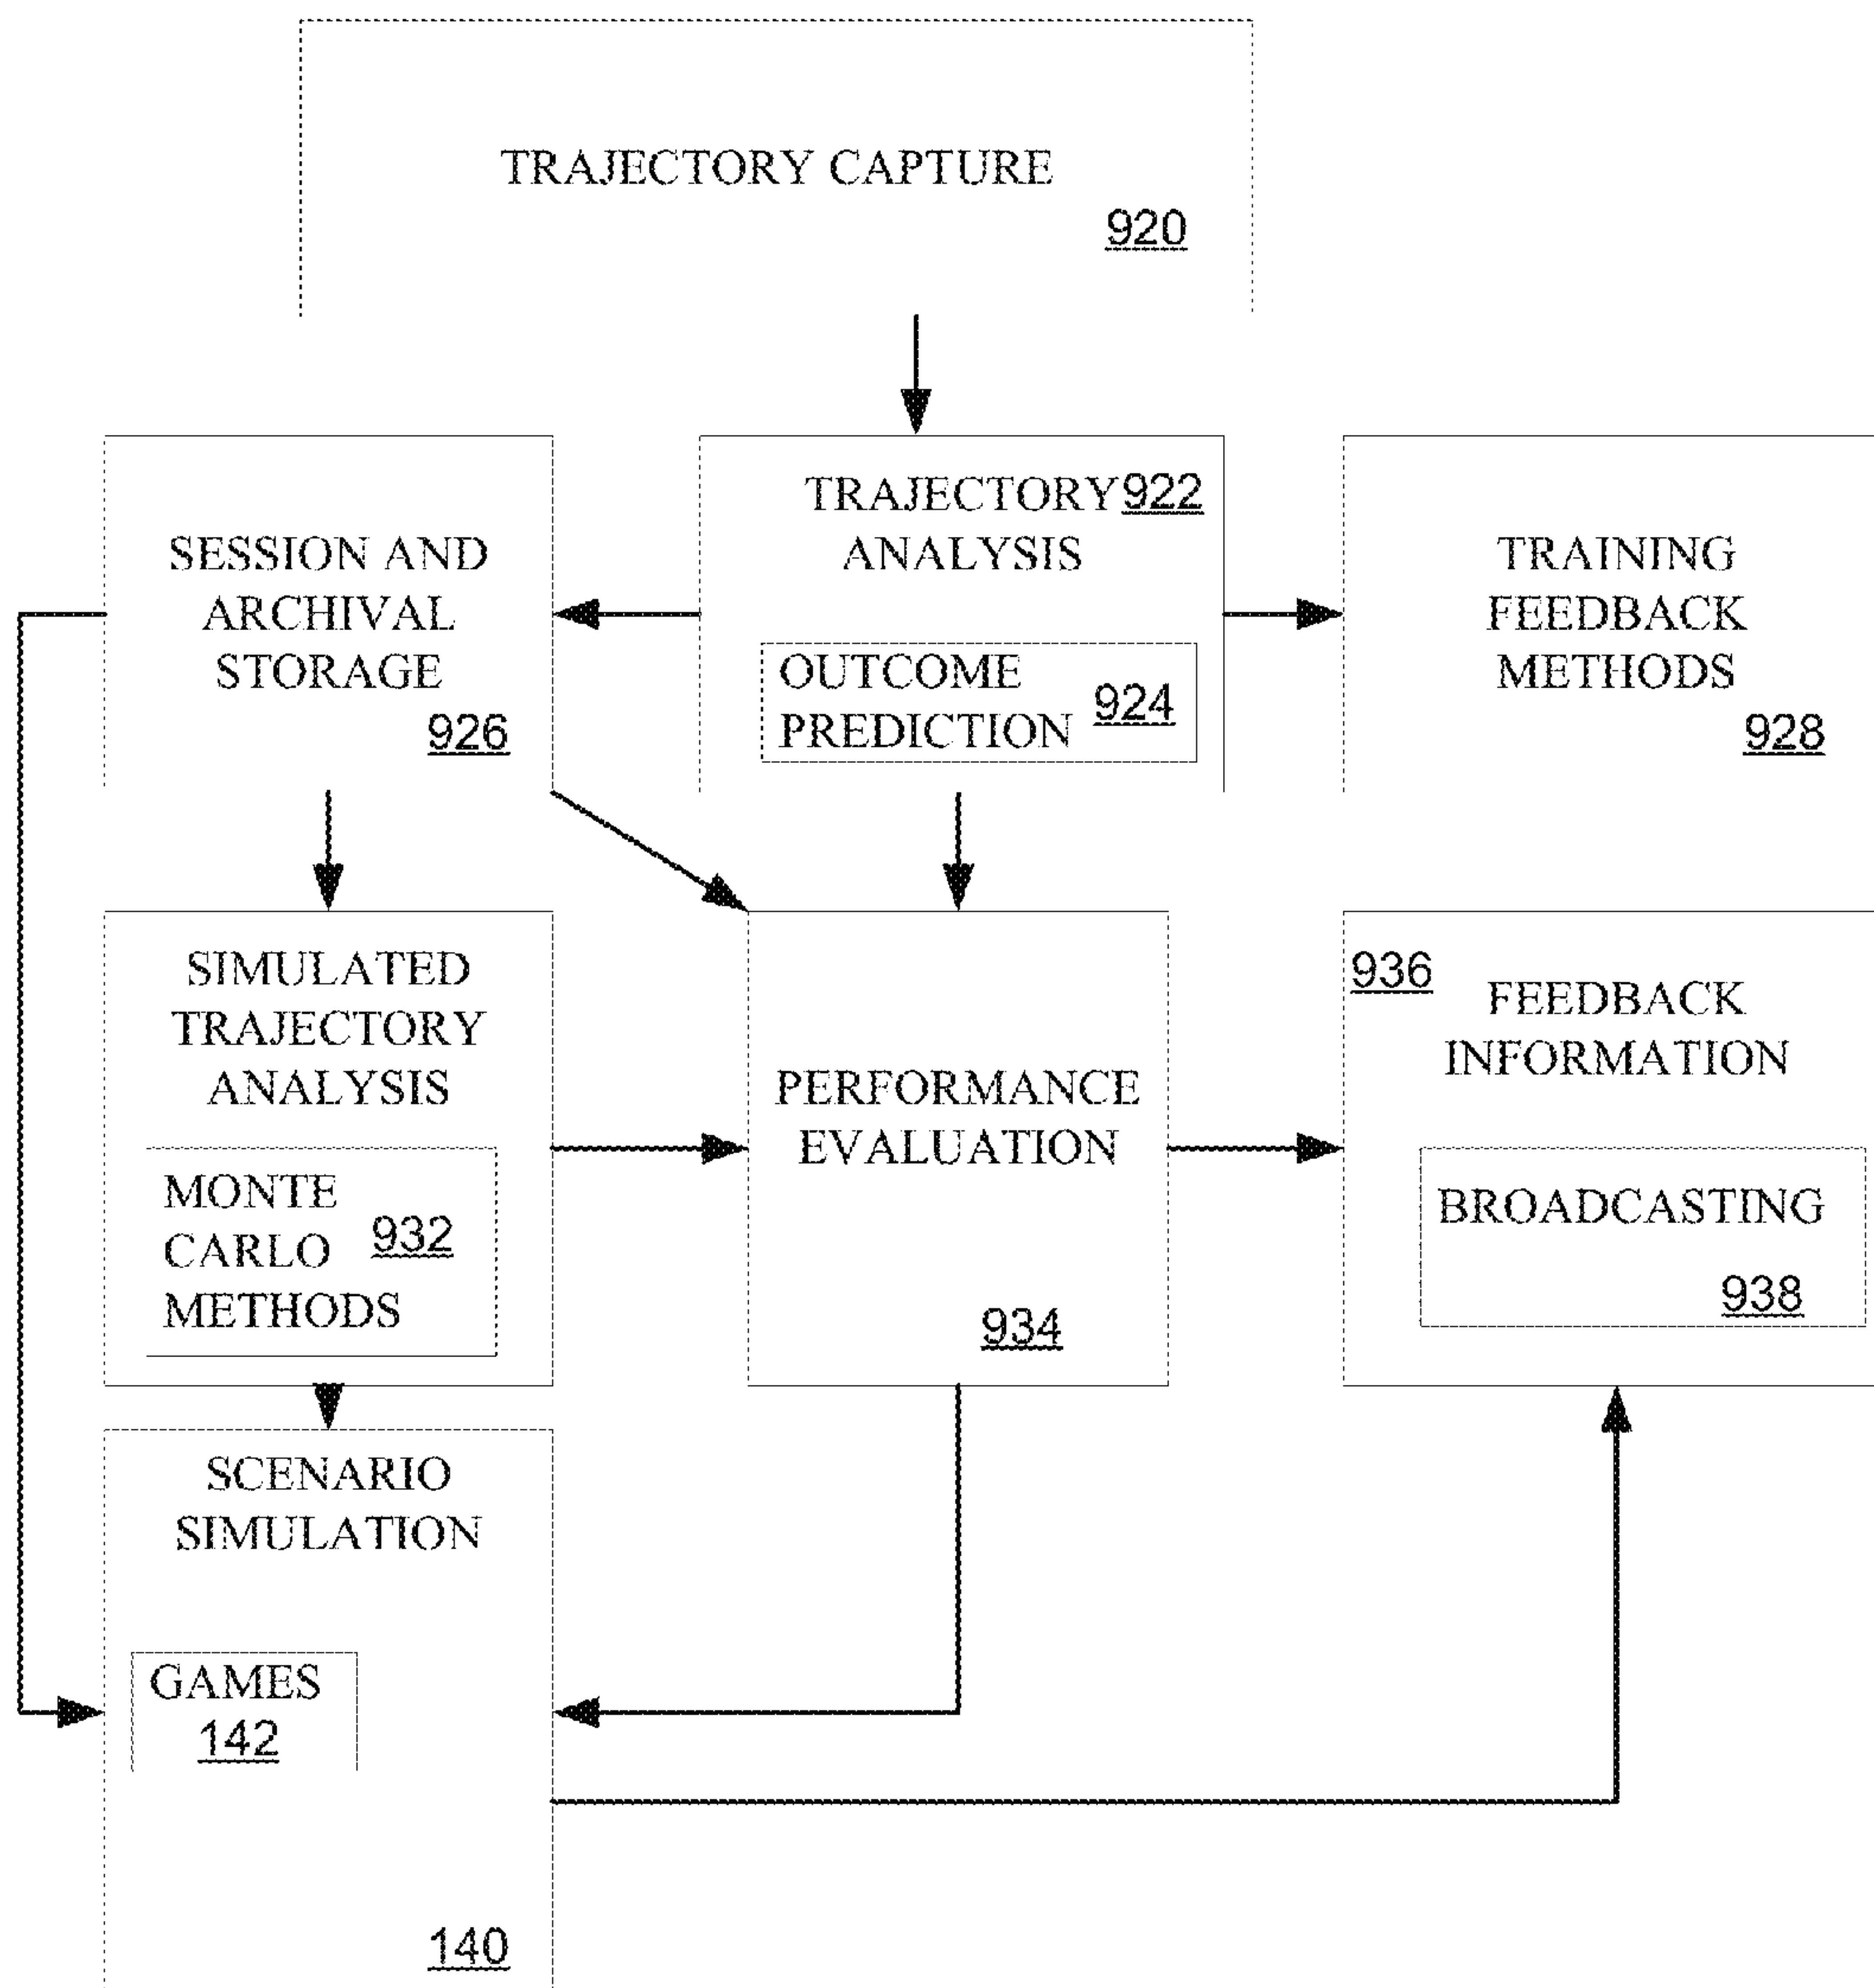 TRAJECTORY CAPTURE
920
SESSION AND
ARCHIVAL
STORAGE
926
TRAJECTORY 922
ANALYSIS
OUTCOME
PREDICTION
924
TRAINING
FEEDBACK
METHODS
928
SIMULATED
TRAJECTORY
ANALYSIS
MONTE
CARLO
METHODS
932
PERFORMANCE
EVALUATION
934
936
FEEDBACK
INFORMATION
BROADCASTING
938
SCENARIO
SIMULATION
GAMES
142
140